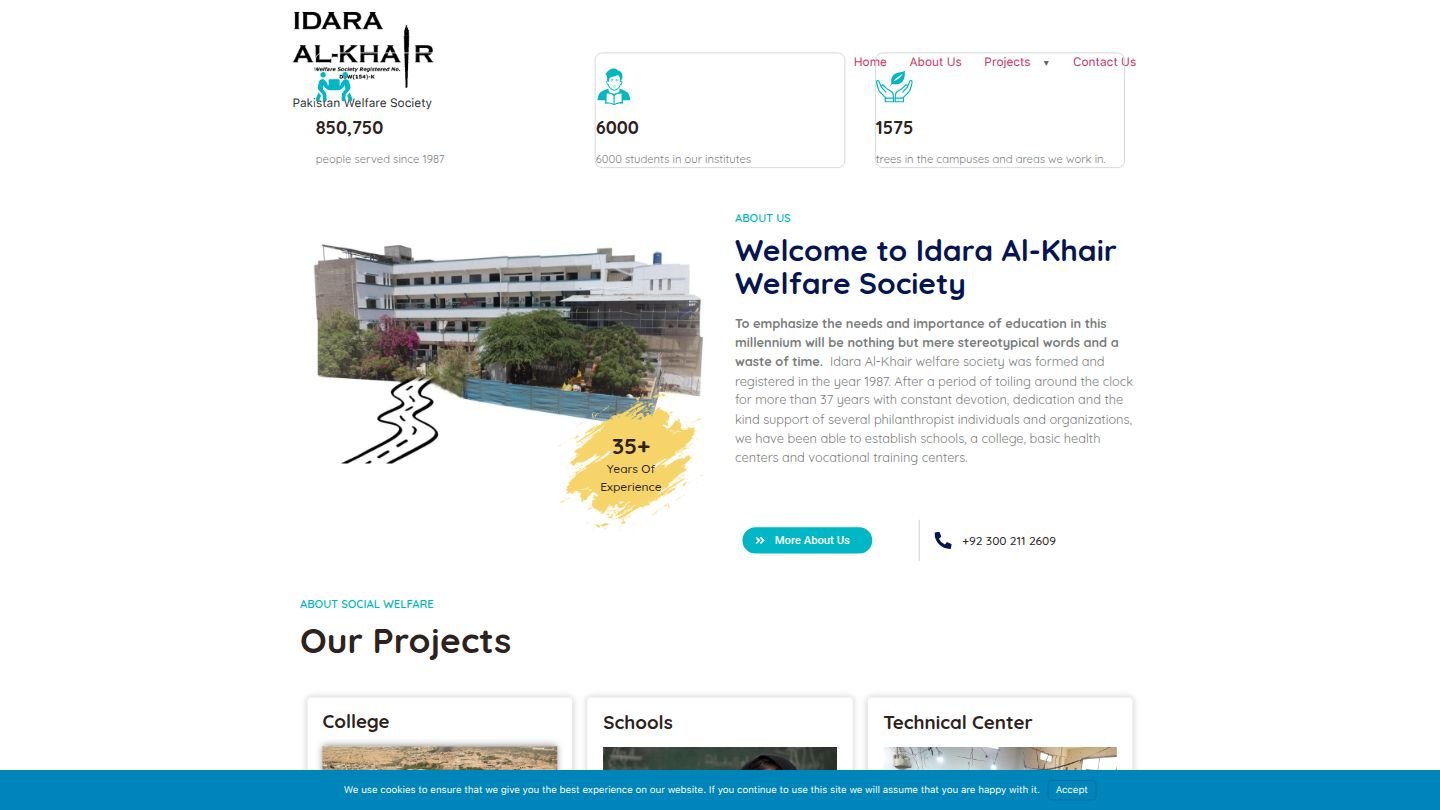 IDARA
AL-KHAIR
Welfare Society Registered No.
DSW(154)-K
Pakistan Welfare Society
Home About Us Projects ▼ Contact Us
850,750
people served since 1987
6000
6000 students in our institutes
1575
trees in the campuses and areas we work in.
35+
Years Of
Experience
ABOUT US
Welcome to Idara Al-Khair
Welfare Society
To emphasize the needs and importance of education in this
millennium will be nothing but mere stereotypical words and a
waste of time. Idara Al-Khair welfare society was formed and
registered in the year 1987. After a period of toiling around the clock
for more than 37 years with constant devotion, dedication and the
kind support of several philanthropist individuals and organizations,
we have been able to establish schools, a college, basic health
centers and vocational training centers.
More About Us
+92 300 211 2609
ABOUT SOCIAL WELFARE
Our Projects
College
Schools
Technical Center
We use cookies to ensure that we give you the best experience on our website. If you continue to use this site we will assume that you are happy with it. Accept